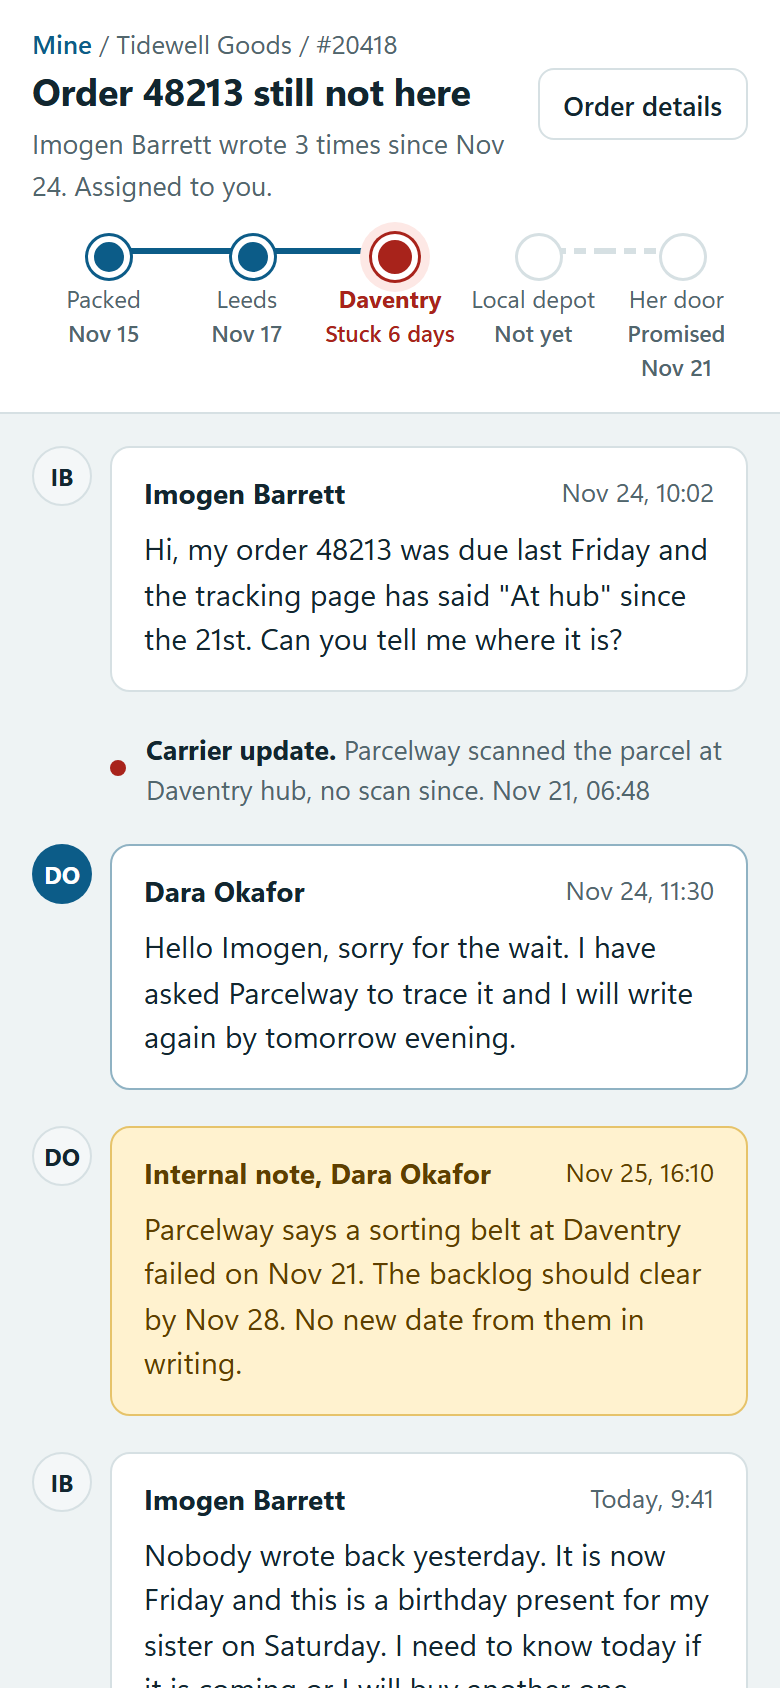 Mine / Tidewell Goods / #20418
Order 48213 still not here
Order details
Imogen Barrett wrote 3 times since Nov
24. Assigned to you.
Packed
Nov 15
Leeds
Nov 17
Daventry
Stuck 6 days
Local depot
Not yet
Her door
Promised
Nov 21
IB
Imogen Barrett
Nov 24, 10:02
Hi, my order 48213 was due last Friday and
the tracking page has said "At hub" since
the 21st. Can you tell me where it is?
Carrier update. Parcelway scanned the parcel at
Daventry hub, no scan since. Nov 21, 06:48
DO
Dara Okafor
Nov 24, 11:30
Hello Imogen, sorry for the wait. I have
asked Parcelway to trace it and I will write
again by tomorrow evening.
DO
Internal note, Dara Okafor
Nov 25, 16:10
Parcelway says a sorting belt at Daventry
failed on Nov 21. The backlog should clear
by Nov 28. No new date from them in
writing.
IB
Imogen Barrett
Today, 9:41
Nobody wrote back yesterday. It is now
Friday and this is a birthday present for my
sister on Saturday. I need to know today if
it is coming or I will buy another one